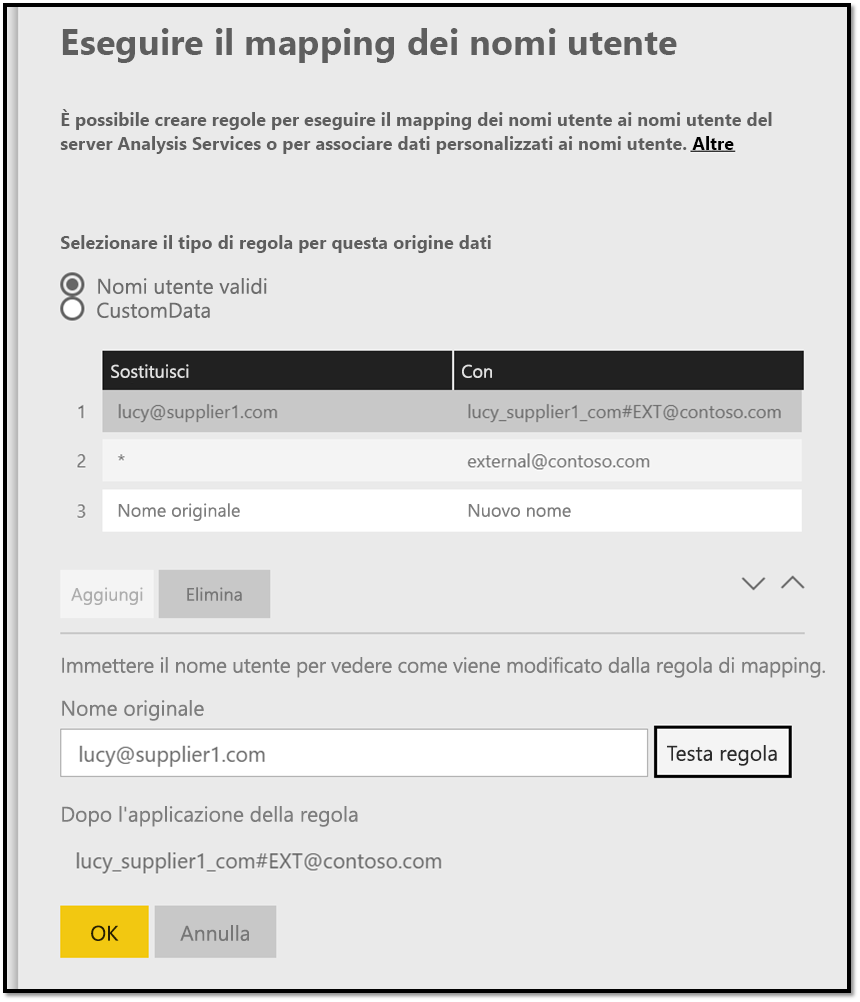 Eseguire il mapping dei nomi utente
È possibile creare regole per eseguire il mapping dei nomi utente ai nomi utente del
server Analysis Services o per associare dati personalizzati ai nomi utente. Altre
Selezionare il tipo di regola per questa origine dati
Nomi utente validi
CustomData
Sostituisci Con
1 lucy@supplier1.com lucy_supplier1_com#EXT@contoso.com
2 * external@contoso.com
3 Nome originale Nuovo nome
Aggiungi Elimina
Immettere il nome utente per vedere come viene modificato dalla regola di mapping.
Nome originale
lucy@supplier1.com Testa regola
Dopo l'applicazione della regola
lucy_supplier1_com#EXT@contoso.com
OK Annulla